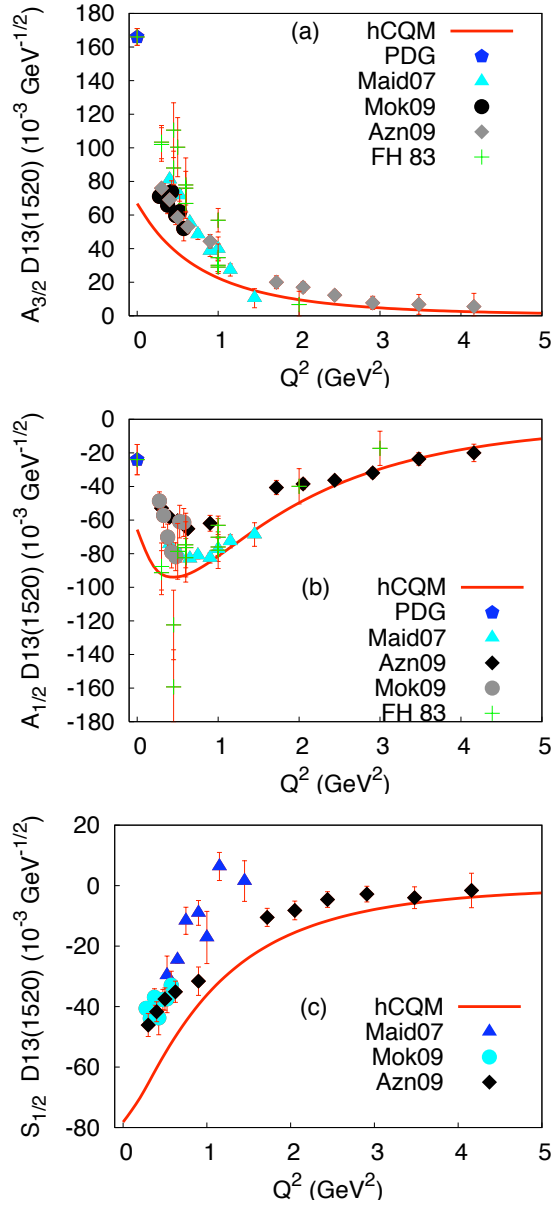 (a)
hCQM
PDG
Maid07
Mok09
Azn09
FH 83
A3/2 D13(1520) (10-3 GeV-1/2)
160
140
120
100
80
60
40
20
0
0 1 2 3 4 5
Q2 (GeV2)
A1/2 D13(1520) (10-3 GeV-1/2)
-0
-20
-40
-60
-80
-100
-120
-140
-160
-180
(b)
hCQM
PDG
Maid07
Azn09
Mok09
FH 83
0 1 2 3 4 5
Q2 (GeV2)
S1/2 D13(1520) (10-3 GeV-1/2)
20
0
-20
-40
-60
-80
(c)
hCQM
Maid07
Mok09
Azn09
0 1 2 3 4 5
Q2 (GeV2)